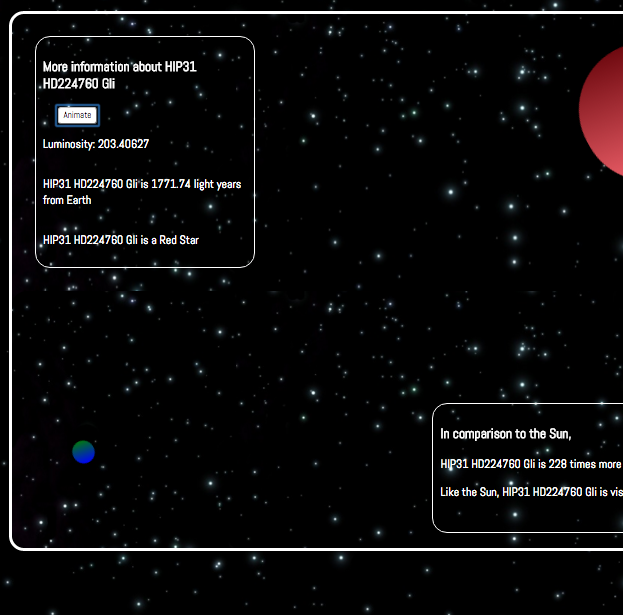 More information about HIP31
HD224760 Gli
Animate
Luminosity: 203.40627
HIP31 HD224760 Gli is 1771.74 light years
from Earth
HIP31 HD224760 Gli is a Red Star
In comparison to the Sun,
HIP31 HD224760 Gli is 228 times more
Like the Sun, HIP31 HD224760 Gli is vis